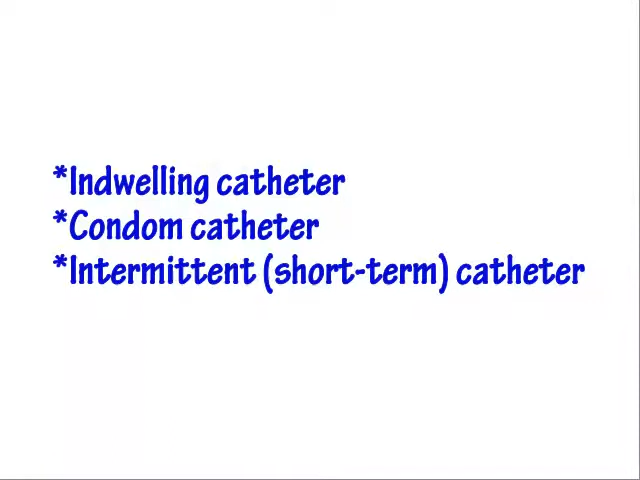 *Indwelling catheter
*Condom catheter
*Intermittent (short-term) catheter